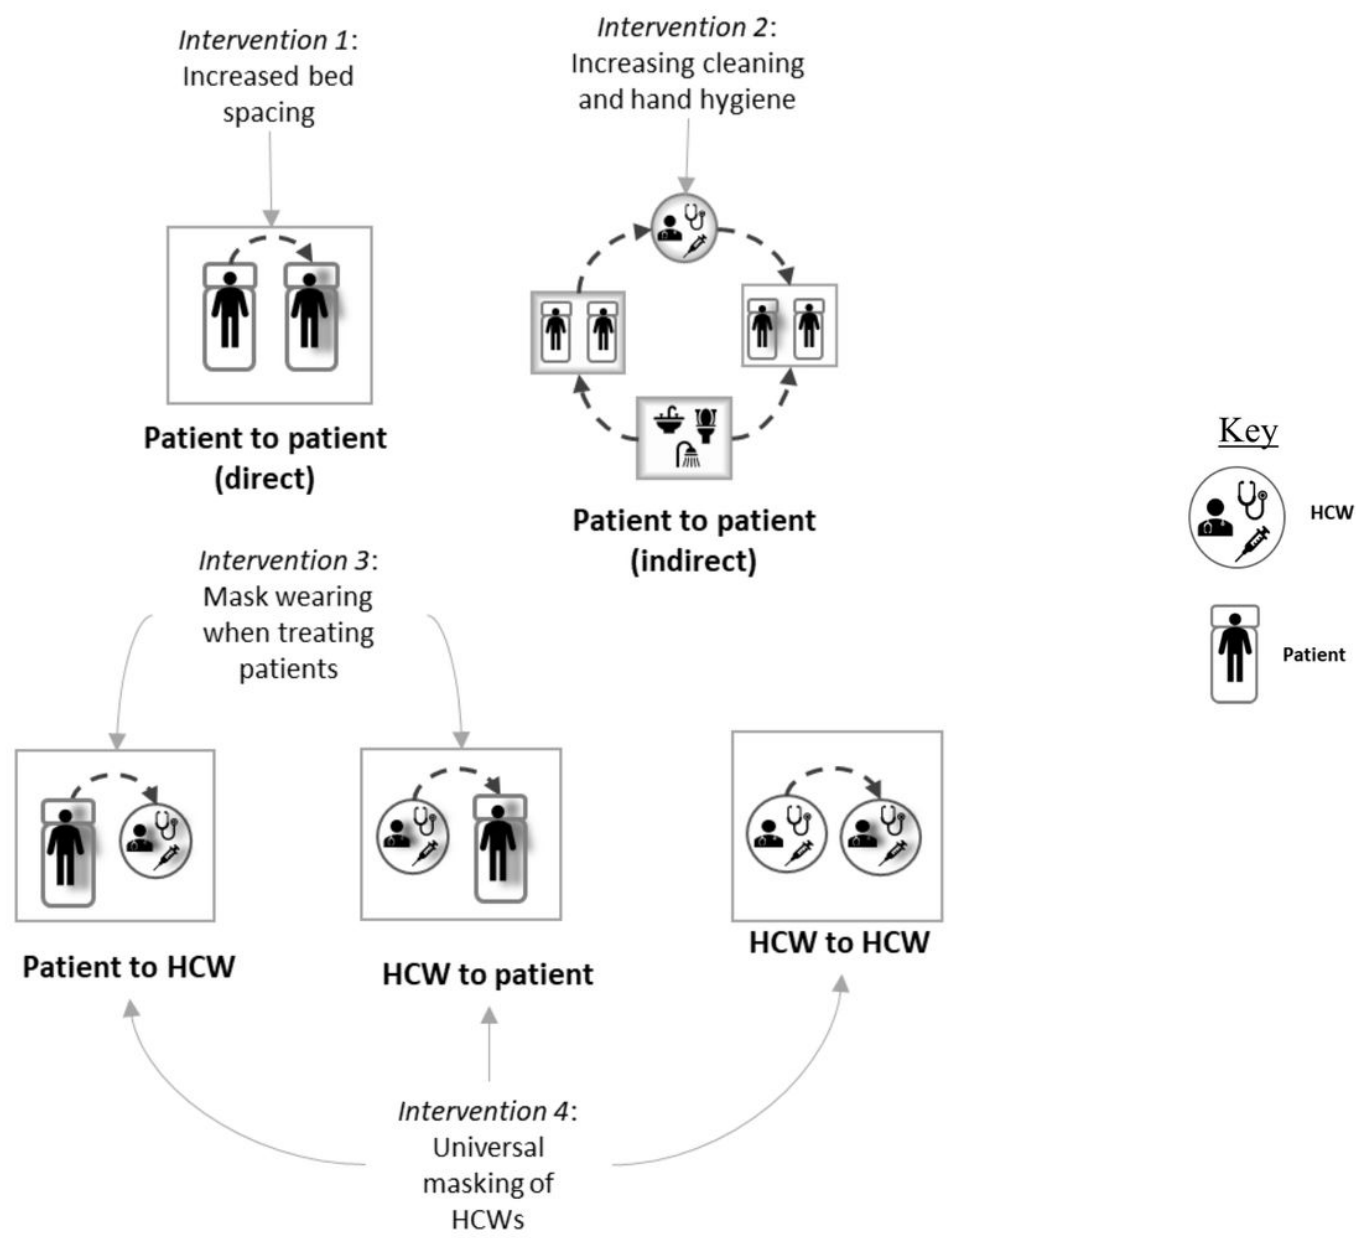 Intervention 1:
Increased bed
spacing
Intervention 2:
Increasing cleaning
and hand hygiene
Patient to patient
(direct)
Patient to patient
(indirect)
Key
HCW
Patient
Intervention 3:
Mask wearing
when treating
patients
Patient to HCW
HCW to patient
HCW to HCW
Intervention 4:
Universal
masking of
HCWs